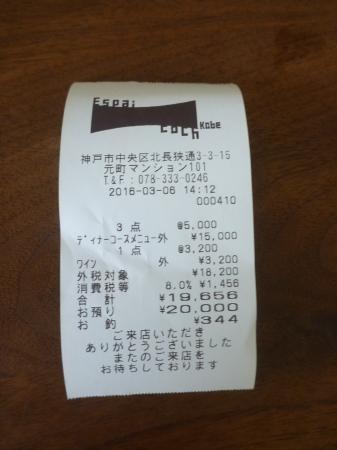 Espai
Coch Kobe
神戸市中央区北長狭通3-3-15
元町マンション101
T&F : 078-333-0246
2016-03-06 14:12
000410
3 点 @5,000
ディナーコースメニュー外 ¥15,000
1 点 @3,200
ワイン 外 ¥3,200
外税対象 ¥18,200
消費税等 8.0% ¥1,456
合 計 ¥19,656
お預り ¥20,000
お 釣 ¥344
ご来店いただき
ありがとうございました
またのご来店を
お待ちしております